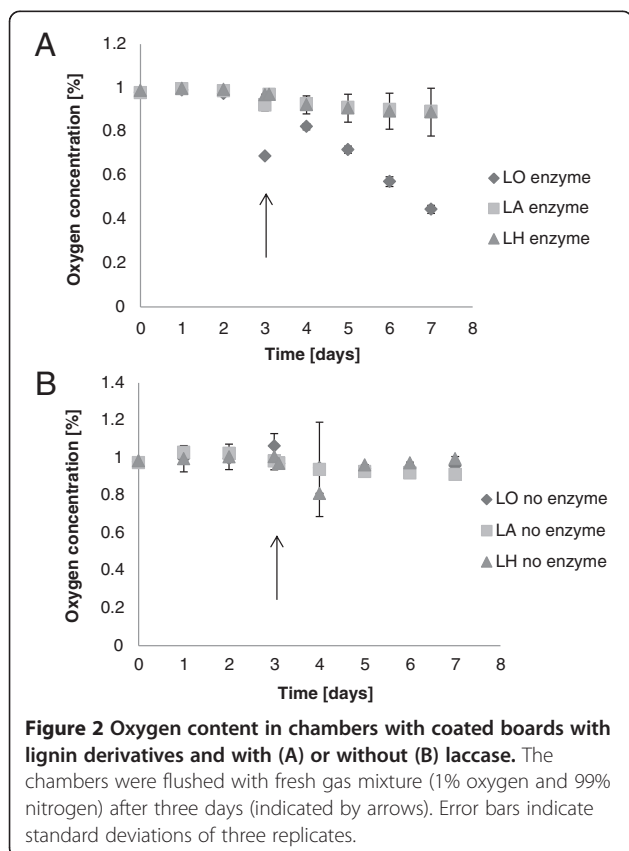 A
1.2
1
0.8
0.6
0.4
0.2
0
Oxygen concentration [%]
0 1 2 3 4 5 6 7 8
Time [days]
LO enzyme
LA enzyme
LH enzyme
B
1.4
1.2
1
0.8
0.6
0.4
0.2
0
Oxygen concentration [%]
0 1 2 3 4 5 6 7 8
Time [days]
LO no enzyme
LA no enzyme
LH no enzyme
Figure 2 Oxygen content in chambers with coated boards with
lignin derivatives and with (A) or without (B) laccase. The
chambers were flushed with fresh gas mixture (1% oxygen and 99%
nitrogen) after three days (indicated by arrows). Error bars indicate
standard deviations of three replicates.